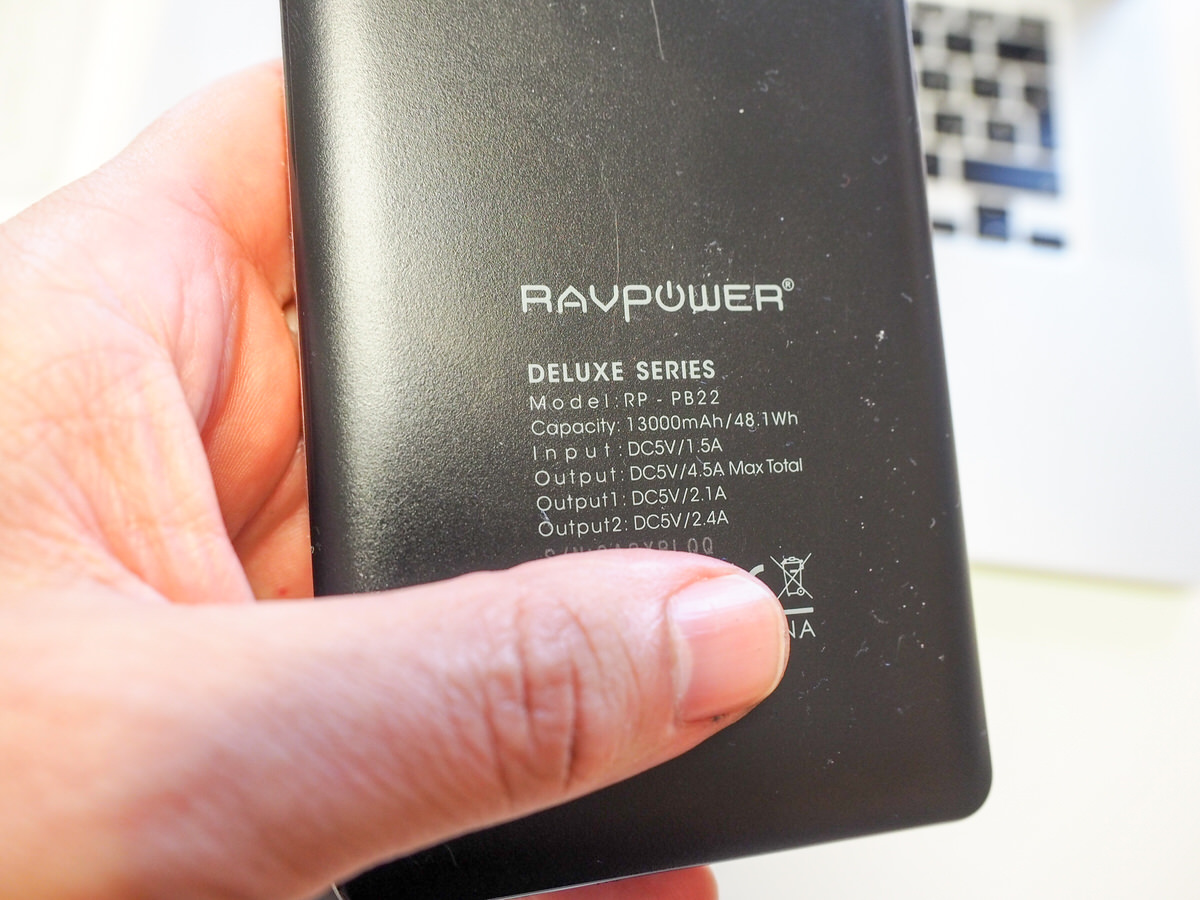 RAVPOWER®
DELUXE SERIES
Model: RP - PB22
Capacity: 13000mAh/48.1Wh
Input: DC5V/1.5A
Output: DC5V/4.5A Max Total
Output1: DC5V/2.1A
Output2: DC5V/2.4A